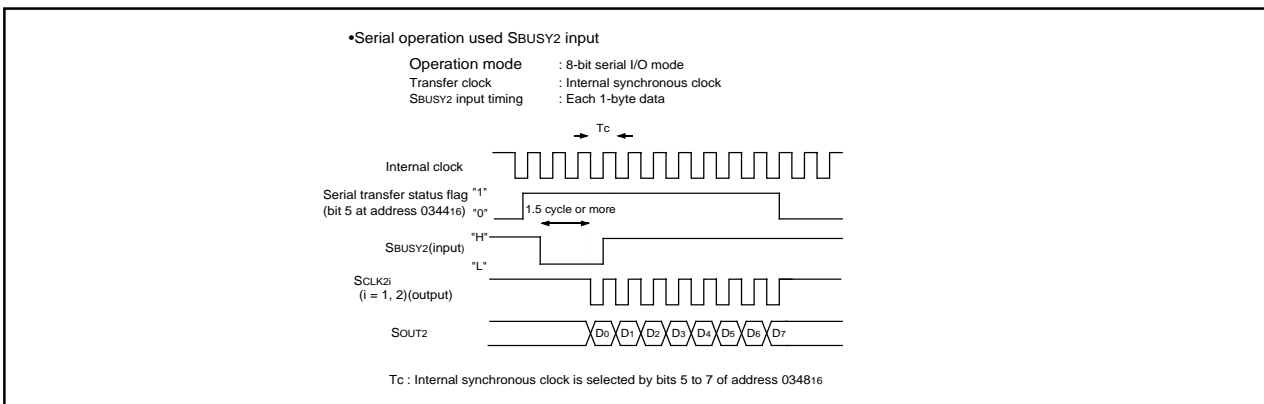 •Serial operation used SBUSY2 input
Operation mode : 8-bit serial I/O mode
Transfer clock : Internal synchronous clock
SBUSY2 input timing : Each 1-byte data
Tc
Internal clock
Serial transfer status flag "1"
(bit 5 at address 034416) "0"
1.5 cycle or more
"H"
SBUSY2(input)
"L"
SCLK2i
(i = 1, 2)(output)
SOUT2 D0 D1 D2 D3 D4 D5 D6 D7
Tc : Internal synchronous clock is selected by bits 5 to 7 of address 034816